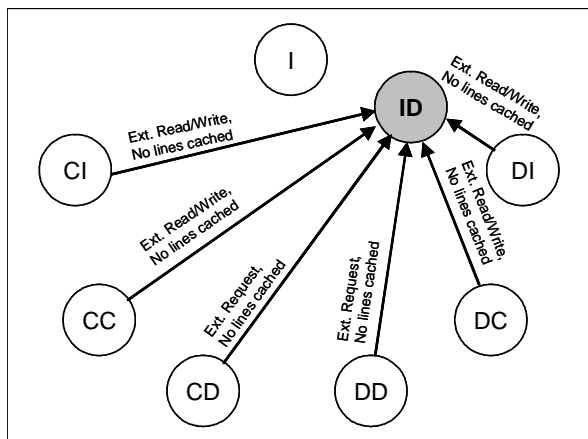 I
ID
Ext. Read/Write,
No lines cached
DI
Ext. Read/Write,
No lines cached
CI
Ext. Read/Write,
No lines cached
Ext. Read/Write,
No lines cached
CC
Ext. Request,
No lines cached
CD
Ext. Request,
No lines cached
DD
DC